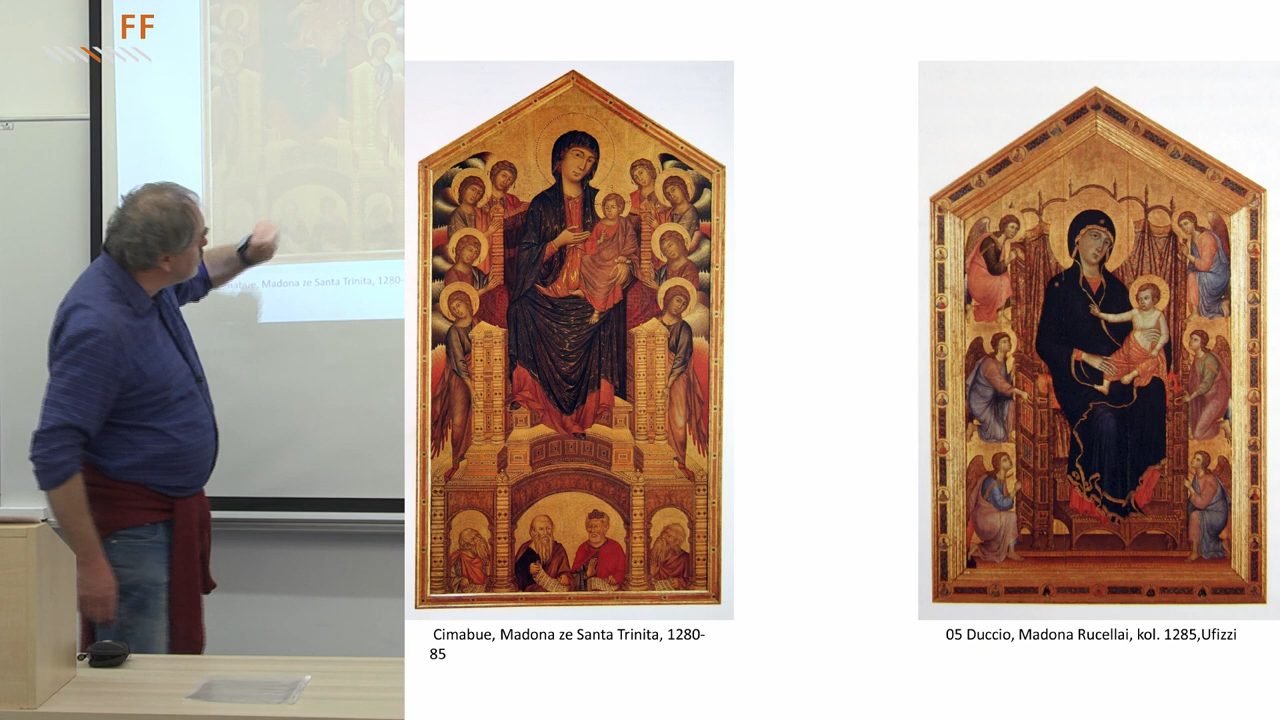 FF
Cimabue, Madona ze Santa Trinita, 1280-
Cimabue, Madona ze Santa Trinita, 1280-
85
05 Duccio, Madona Rucellai, kol. 1285,Ufizzi